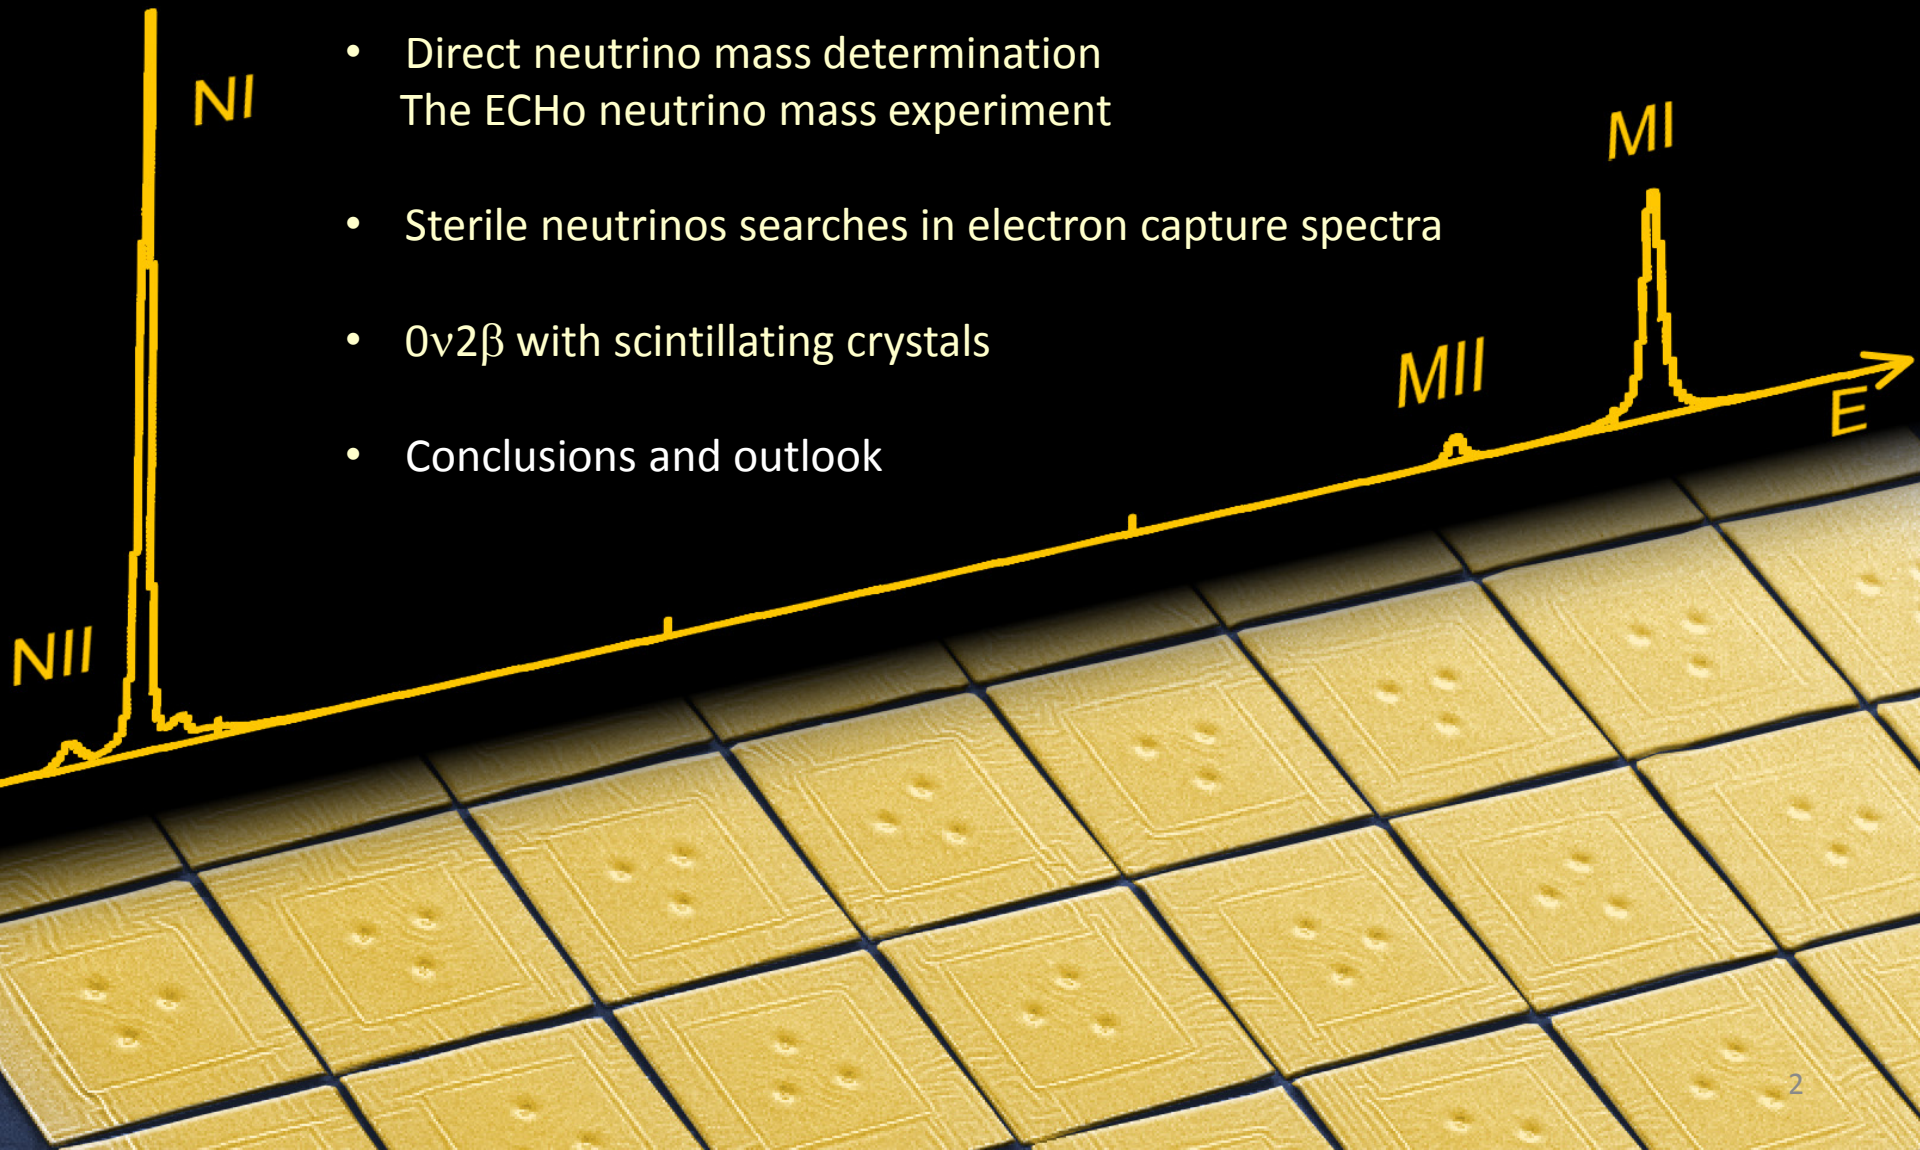 • Direct neutrino mass determination
The ECHo neutrino mass experiment
• Sterile neutrinos searches in electron capture spectra
• 0ν2β with scintillating crystals
• Conclusions and outlook
NI
MI
MII
E
NII
2